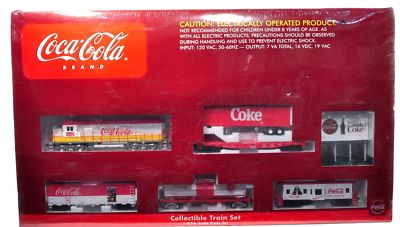 Coca-Cola
BRAND
CAUTION: ELECTRICALLY OPERATED PRODUCT.
NOT RECOMMENDED FOR CHILDREN UNDER 8 YEARS OF AGE. AS
WITH ALL ELECTRIC PRODUCTS, PRECAUTIONS SHOULD BE OBSERVED
DURING HANDLING AND USE TO PREVENT ELECTRIC SHOCK.
INPUT: 120 VAC, 50-60HZ — OUTPUT: 7 VA TOTAL, 16 VDC, 19 VAC
Coke
Coca-Cola
Coke
Coca-Cola
Coca-Cola
Collectible Train Set